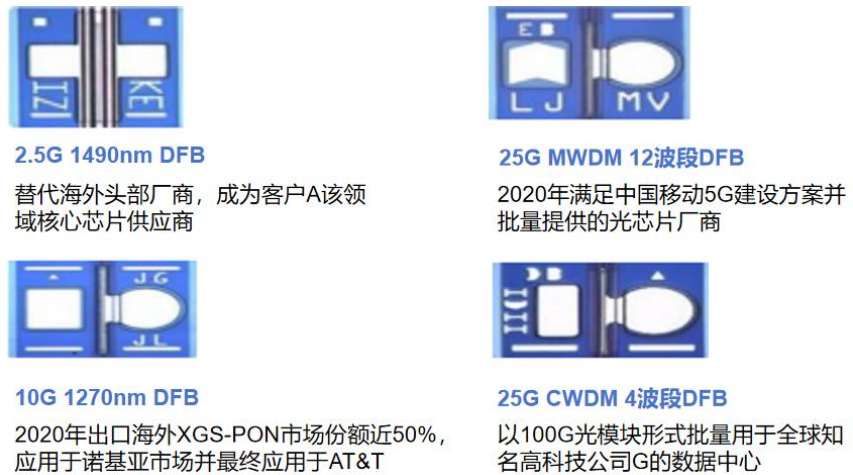 2.5G 1490nm DFB
替代海外头部厂商，成为客户A该领
域核心芯片供应商
E B
L J M V
25G MWDM 12波段DFB
2020年满足中国移动5G建设方案并
批量提供的光芯片厂商
J G
J L
10G 1270nm DFB
2020年出口海外XGS-PON市场份额近50%，
应用于诺基亚市场并最终应用于AT&T
25G CWDM 4波段DFB
以100G光模块形式批量用于全球知
名高科技公司G的数据中心